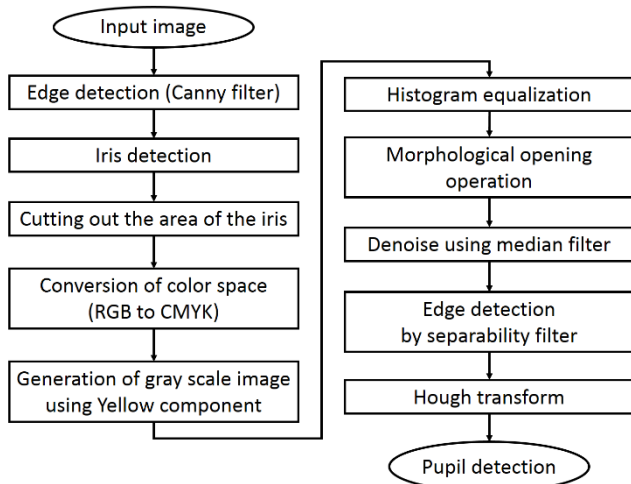 Input image
Edge detection (Canny filter)
Iris detection
Cutting out the area of the iris
Conversion of color space
(RGB to CMYK)
Generation of gray scale image
using Yellow component
Histogram equalization
Morphological opening
operation
Denoise using median filter
Edge detection
by separability filter
Hough transform
Pupil detection